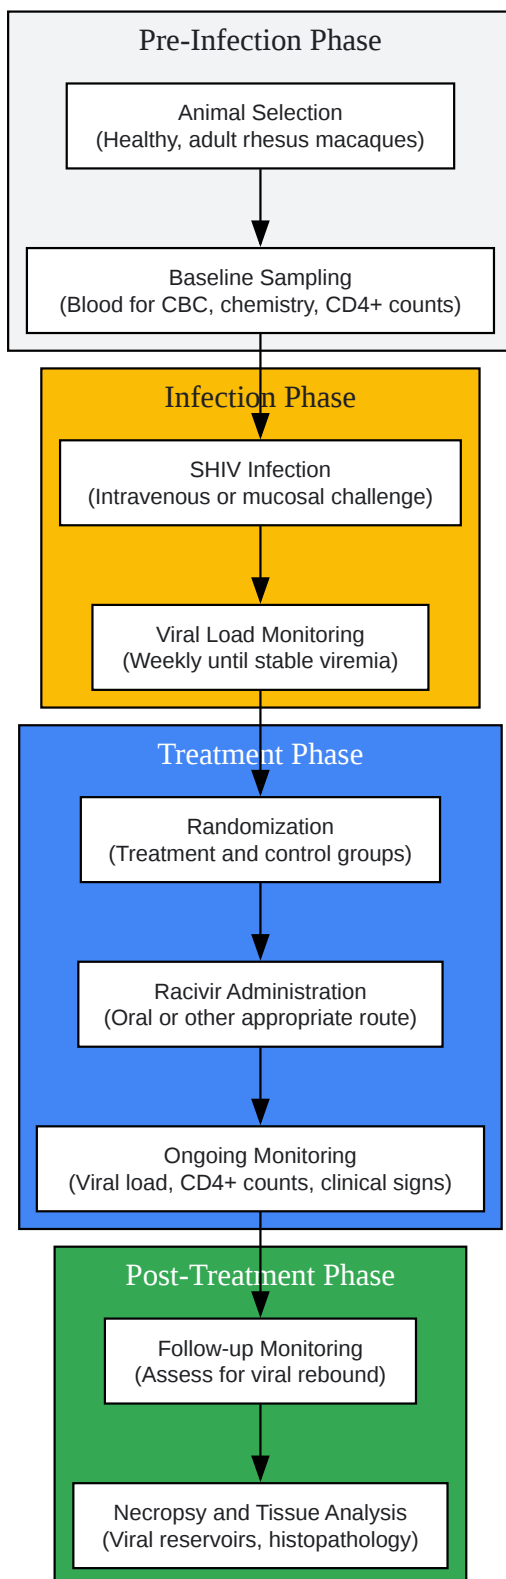 Pre-Infection Phase
Animal Selection
(Healthy, adult rhesus macaques)
Baseline Sampling
(Blood for CBC, chemistry, CD4+ counts)
Infection Phase
SHIV Infection
(Intravenous or mucosal challenge)
Viral Load Monitoring
(Weekly until stable viremia)
Treatment Phase
Randomization
(Treatment and control groups)
Racivir Administration
(Oral or other appropriate route)
Ongoing Monitoring
(Viral load, CD4+ counts, clinical signs)
Post-Treatment Phase
Follow-up Monitoring
(Assess for viral rebound)
Necropsy and Tissue Analysis
(Viral reservoirs, histopathology)